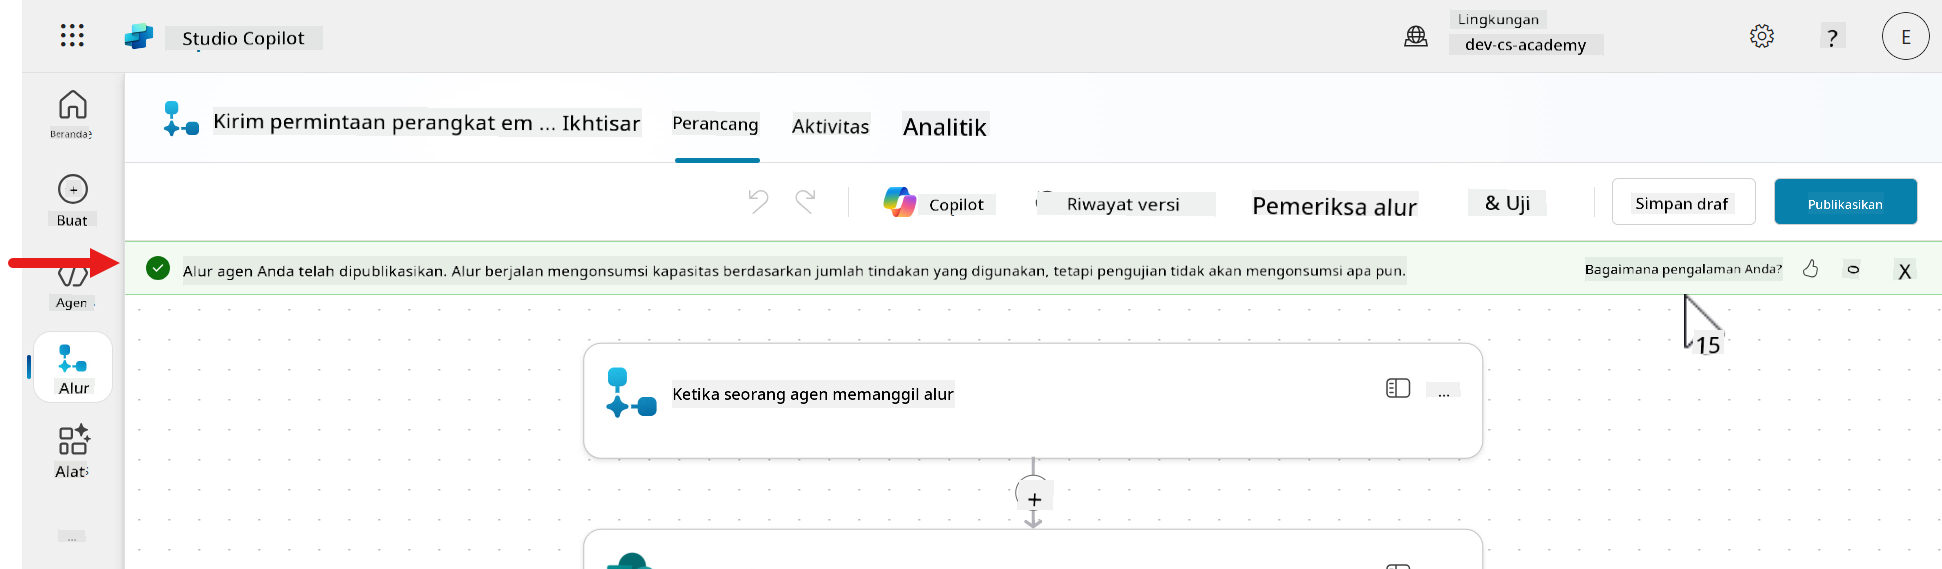 Studio Copilot
Lingkungan
dev-cs-academy
?
E
Beranda
Kirim permintaan perangkat em ... Ikhtisar
Perancang
Aktivitas
Analitik
Buat
Copilot
Riwayat versi
Pemeriksa alur
& Uji
Simpan draf
Publikasikan
Alur agen Anda telah dipublikasikan. Alur berjalan mengonsumsi kapasitas berdasarkan jumlah tindakan yang digunakan, tetapi pengujian tidak akan mengonsumsi apa pun.
Bagaimana pengalaman Anda?
X
Agen
15
Alur
Ketika seorang agen memanggil alur
...
Alat
+
...